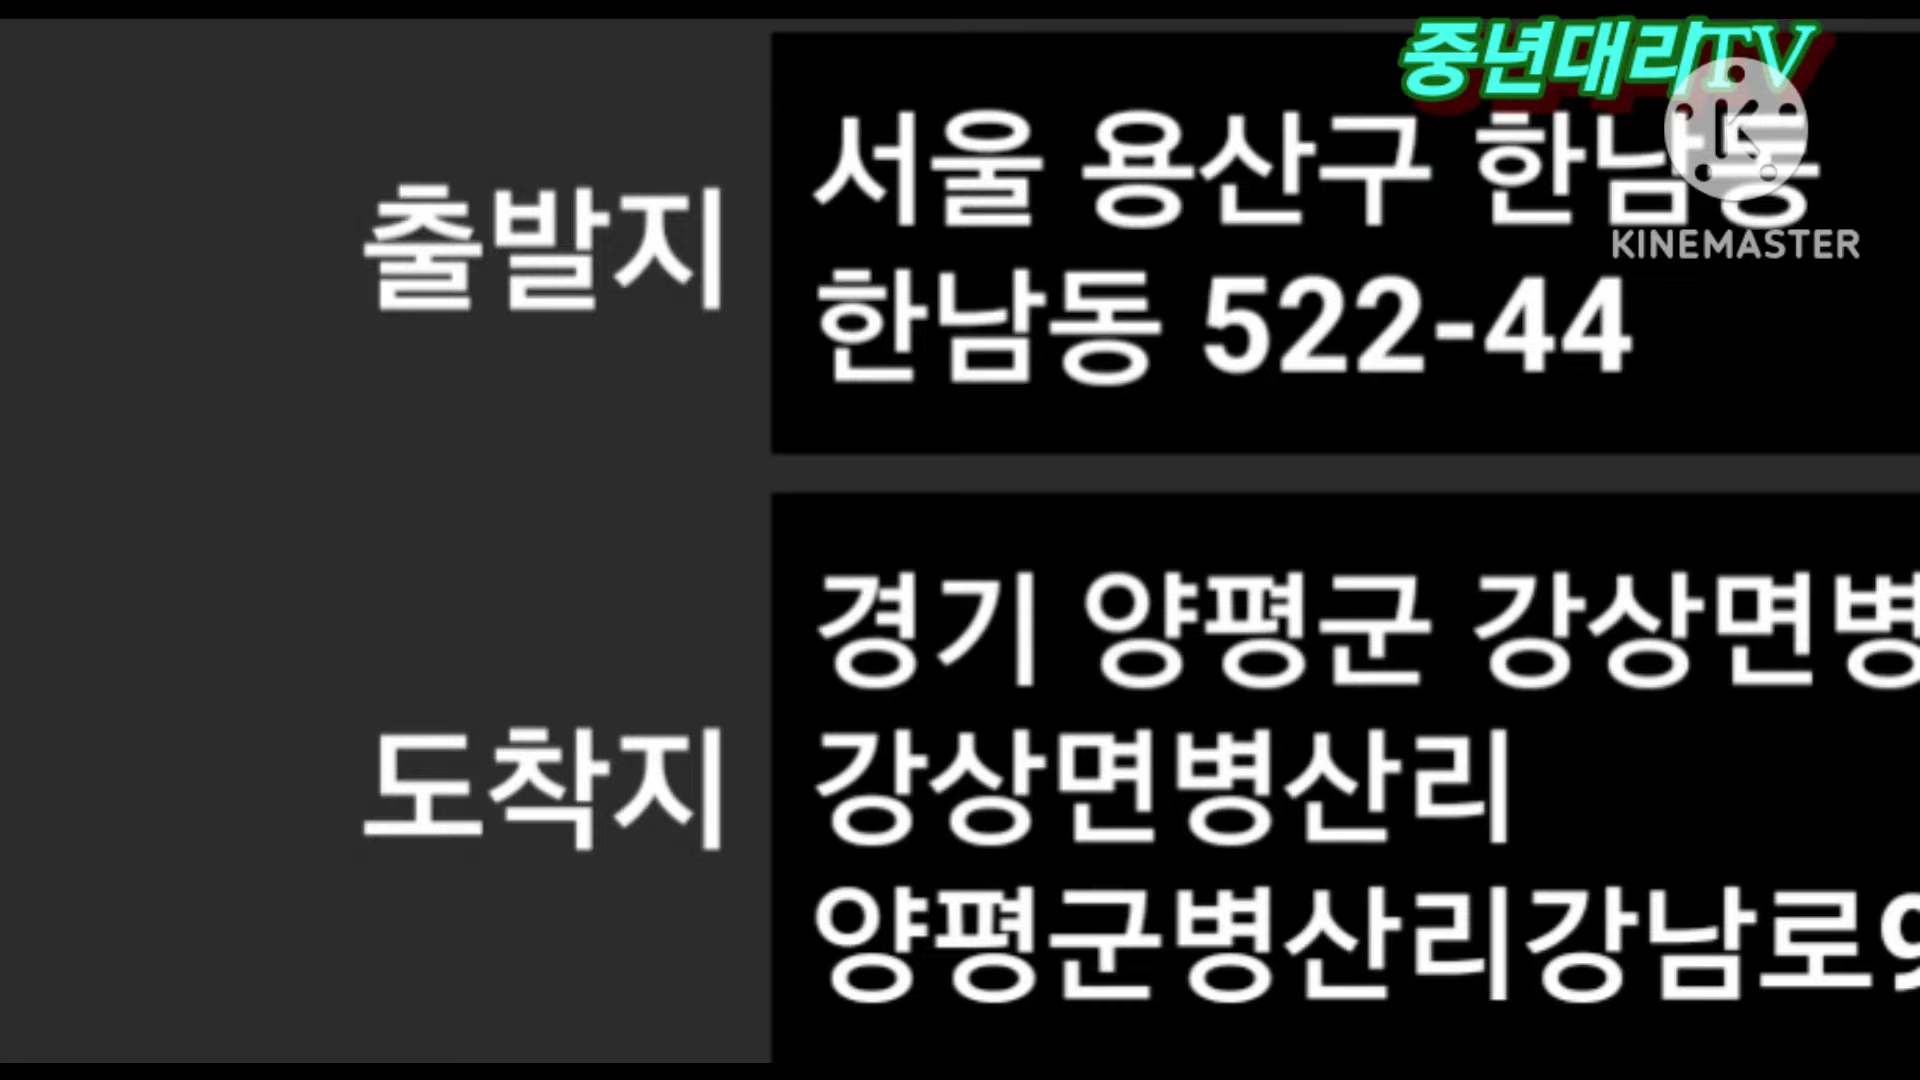 중년대리TV
KINEMASTER
출발지
서울 용산구 한남동
한남동 522-44
도착지
경기 양평군 강상면병
강상면병산리
양평군병산리강남로9